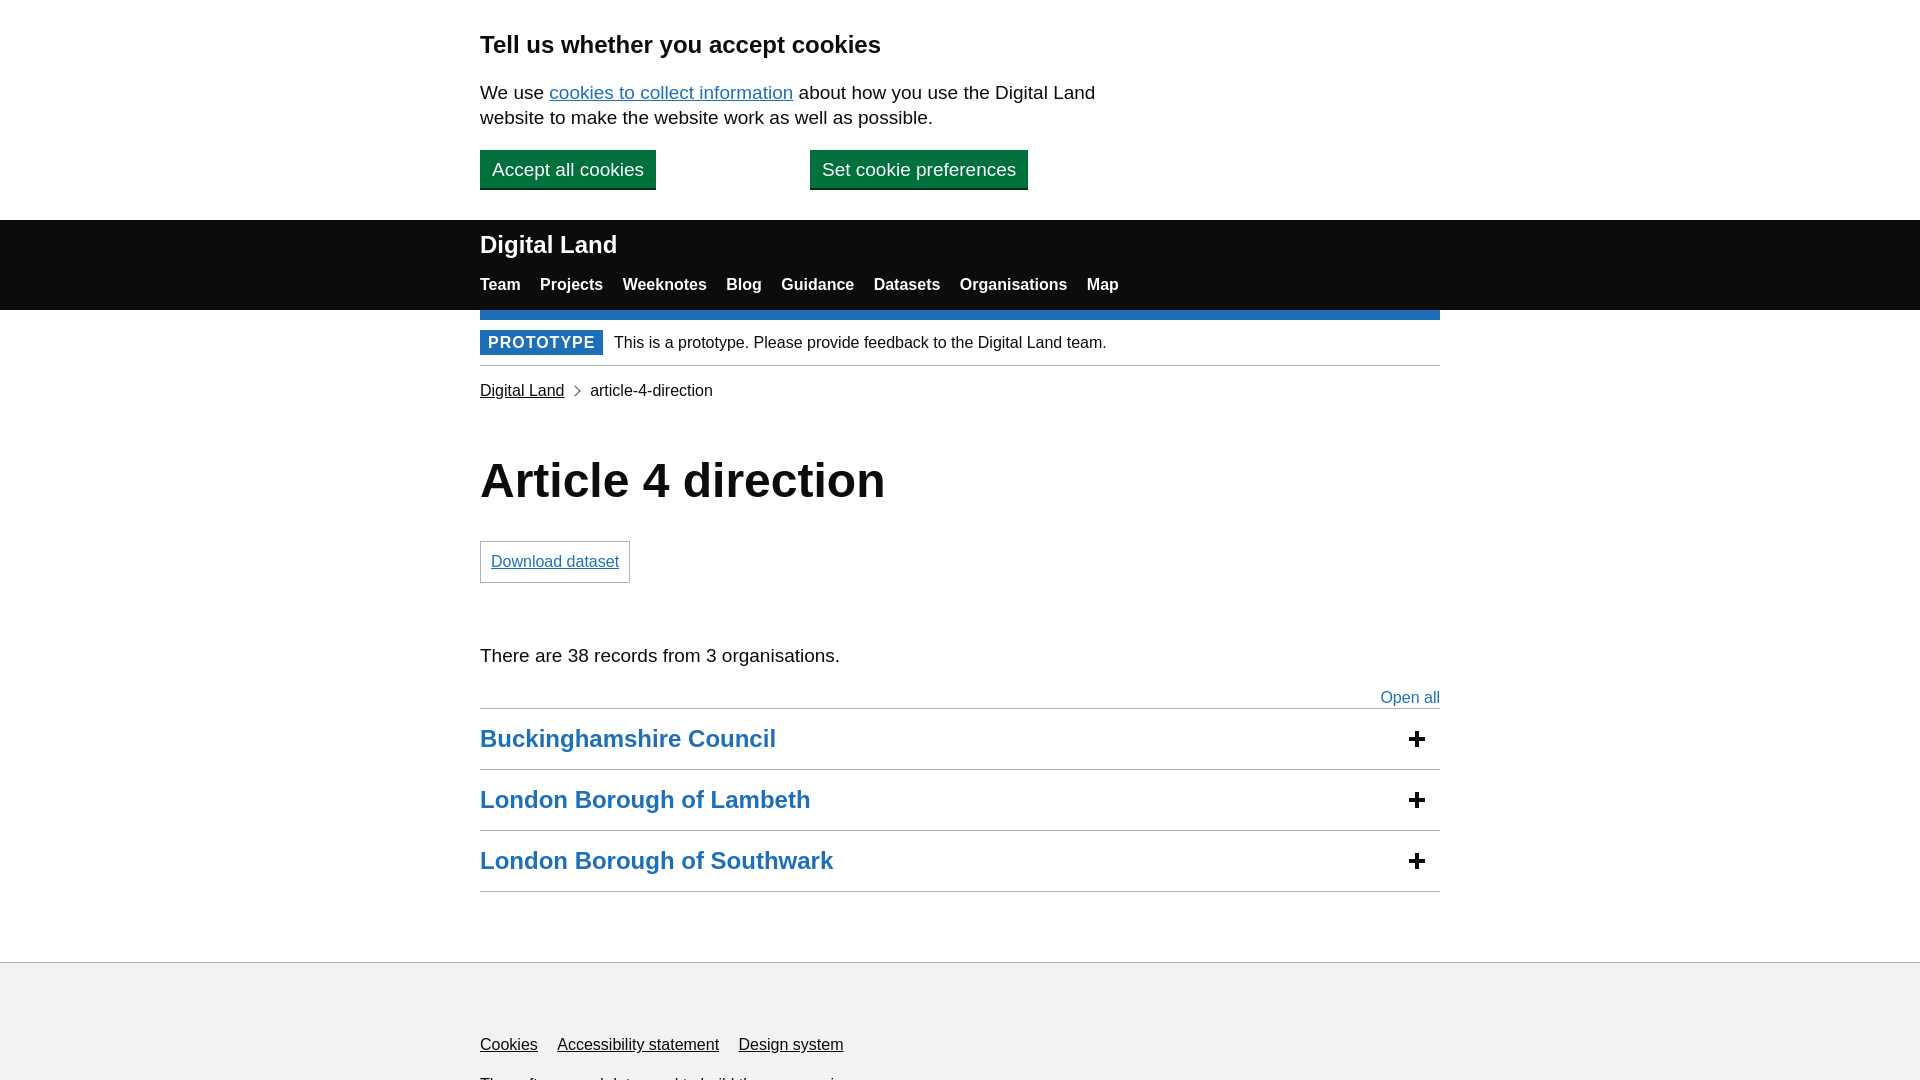 Tell us whether you accept cookies
We use cookies to collect information about how you use the Digital Land
website to make the website work as well as possible.
Accept all cookies
Set cookie preferences
Digital Land
Team Projects Weeknotes Blog Guidance Datasets Organisations Map
PROTOTYPE This is a prototype. Please provide feedback to the Digital Land team.
Digital Land article-4-direction
Article 4 direction
Download dataset
There are 38 records from 3 organisations.
Open all
Buckinghamshire Council
London Borough of Lambeth
London Borough of Southwark
Cookies Accessibility statement Design system